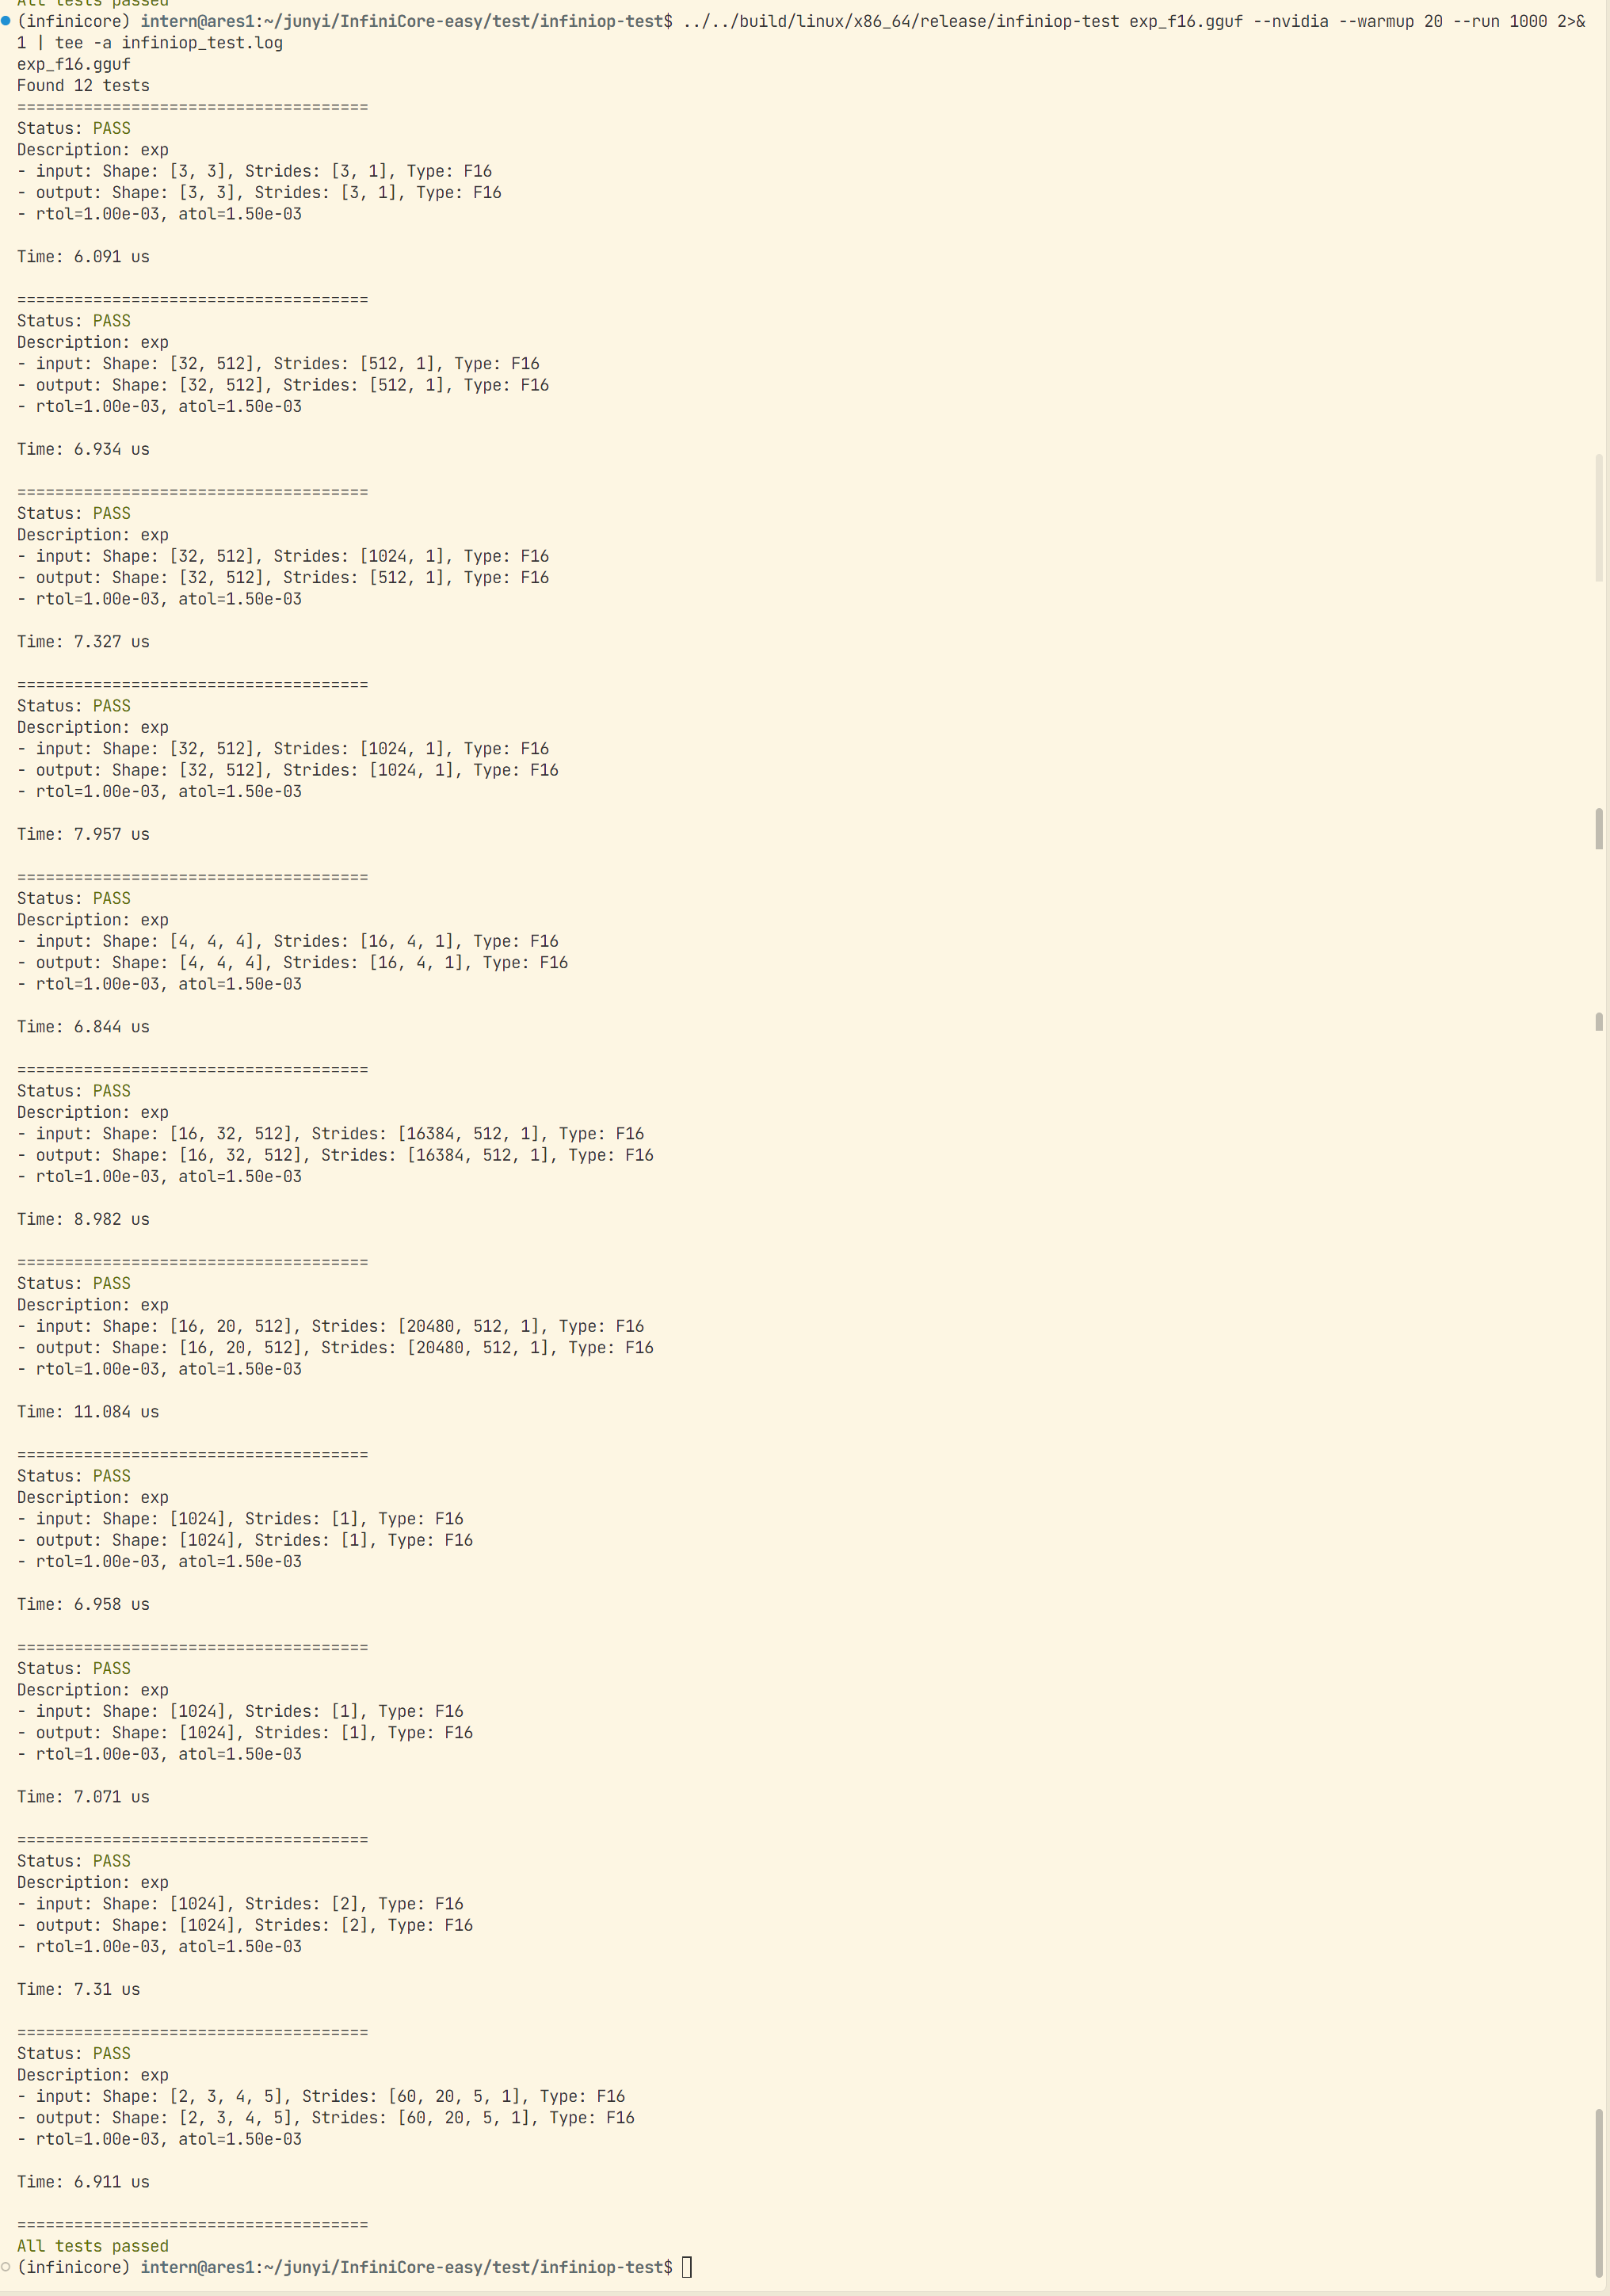 All tests passed
(infinicore) intern@ares1:~/junyi/InfiniCore-easy/test/infiniop-test$ ../../build/linux/x86_64/release/infiniop-test exp_f16.gguf --nvidia --warmup 20 --run 1000 2>&
1 | tee -a infiniop_test.log
exp_f16.gguf
Found 12 tests
=====================================
Status: PASS
Description: exp
- input: Shape: [3, 3], Strides: [3, 1], Type: F16
- output: Shape: [3, 3], Strides: [3, 1], Type: F16
- rtol=1.00e-03, atol=1.50e-03
Time: 6.091 us
=====================================
Status: PASS
Description: exp
- input: Shape: [32, 512], Strides: [512, 1], Type: F16
- output: Shape: [32, 512], Strides: [512, 1], Type: F16
- rtol=1.00e-03, atol=1.50e-03
Time: 6.934 us
=====================================
Status: PASS
Description: exp
- input: Shape: [32, 512], Strides: [1024, 1], Type: F16
- output: Shape: [32, 512], Strides: [512, 1], Type: F16
- rtol=1.00e-03, atol=1.50e-03
Time: 7.327 us
=====================================
Status: PASS
Description: exp
- input: Shape: [32, 512], Strides: [1024, 1], Type: F16
- output: Shape: [32, 512], Strides: [1024, 1], Type: F16
- rtol=1.00e-03, atol=1.50e-03
Time: 7.957 us
=====================================
Status: PASS
Description: exp
- input: Shape: [4, 4, 4], Strides: [16, 4, 1], Type: F16
- output: Shape: [4, 4, 4], Strides: [16, 4, 1], Type: F16
- rtol=1.00e-03, atol=1.50e-03
Time: 6.844 us
=====================================
Status: PASS
Description: exp
- input: Shape: [16, 32, 512], Strides: [16384, 512, 1], Type: F16
- output: Shape: [16, 32, 512], Strides: [16384, 512, 1], Type: F16
- rtol=1.00e-03, atol=1.50e-03
Time: 8.982 us
=====================================
Status: PASS
Description: exp
- input: Shape: [16, 20, 512], Strides: [20480, 512, 1], Type: F16
- output: Shape: [16, 20, 512], Strides: [20480, 512, 1], Type: F16
- rtol=1.00e-03, atol=1.50e-03
Time: 11.084 us
=====================================
Status: PASS
Description: exp
- input: Shape: [1024], Strides: [1], Type: F16
- output: Shape: [1024], Strides: [1], Type: F16
- rtol=1.00e-03, atol=1.50e-03
Time: 6.958 us
=====================================
Status: PASS
Description: exp
- input: Shape: [1024], Strides: [1], Type: F16
- output: Shape: [1024], Strides: [1], Type: F16
- rtol=1.00e-03, atol=1.50e-03
Time: 7.071 us
=====================================
Status: PASS
Description: exp
- input: Shape: [1024], Strides: [2], Type: F16
- output: Shape: [1024], Strides: [2], Type: F16
- rtol=1.00e-03, atol=1.50e-03
Time: 7.31 us
=====================================
Status: PASS
Description: exp
- input: Shape: [2, 3, 4, 5], Strides: [60, 20, 5, 1], Type: F16
- output: Shape: [2, 3, 4, 5], Strides: [60, 20, 5, 1], Type: F16
- rtol=1.00e-03, atol=1.50e-03
Time: 6.911 us
=====================================
All tests passed
(infinicore) intern@ares1:~/junyi/InfiniCore-easy/test/infiniop-test$